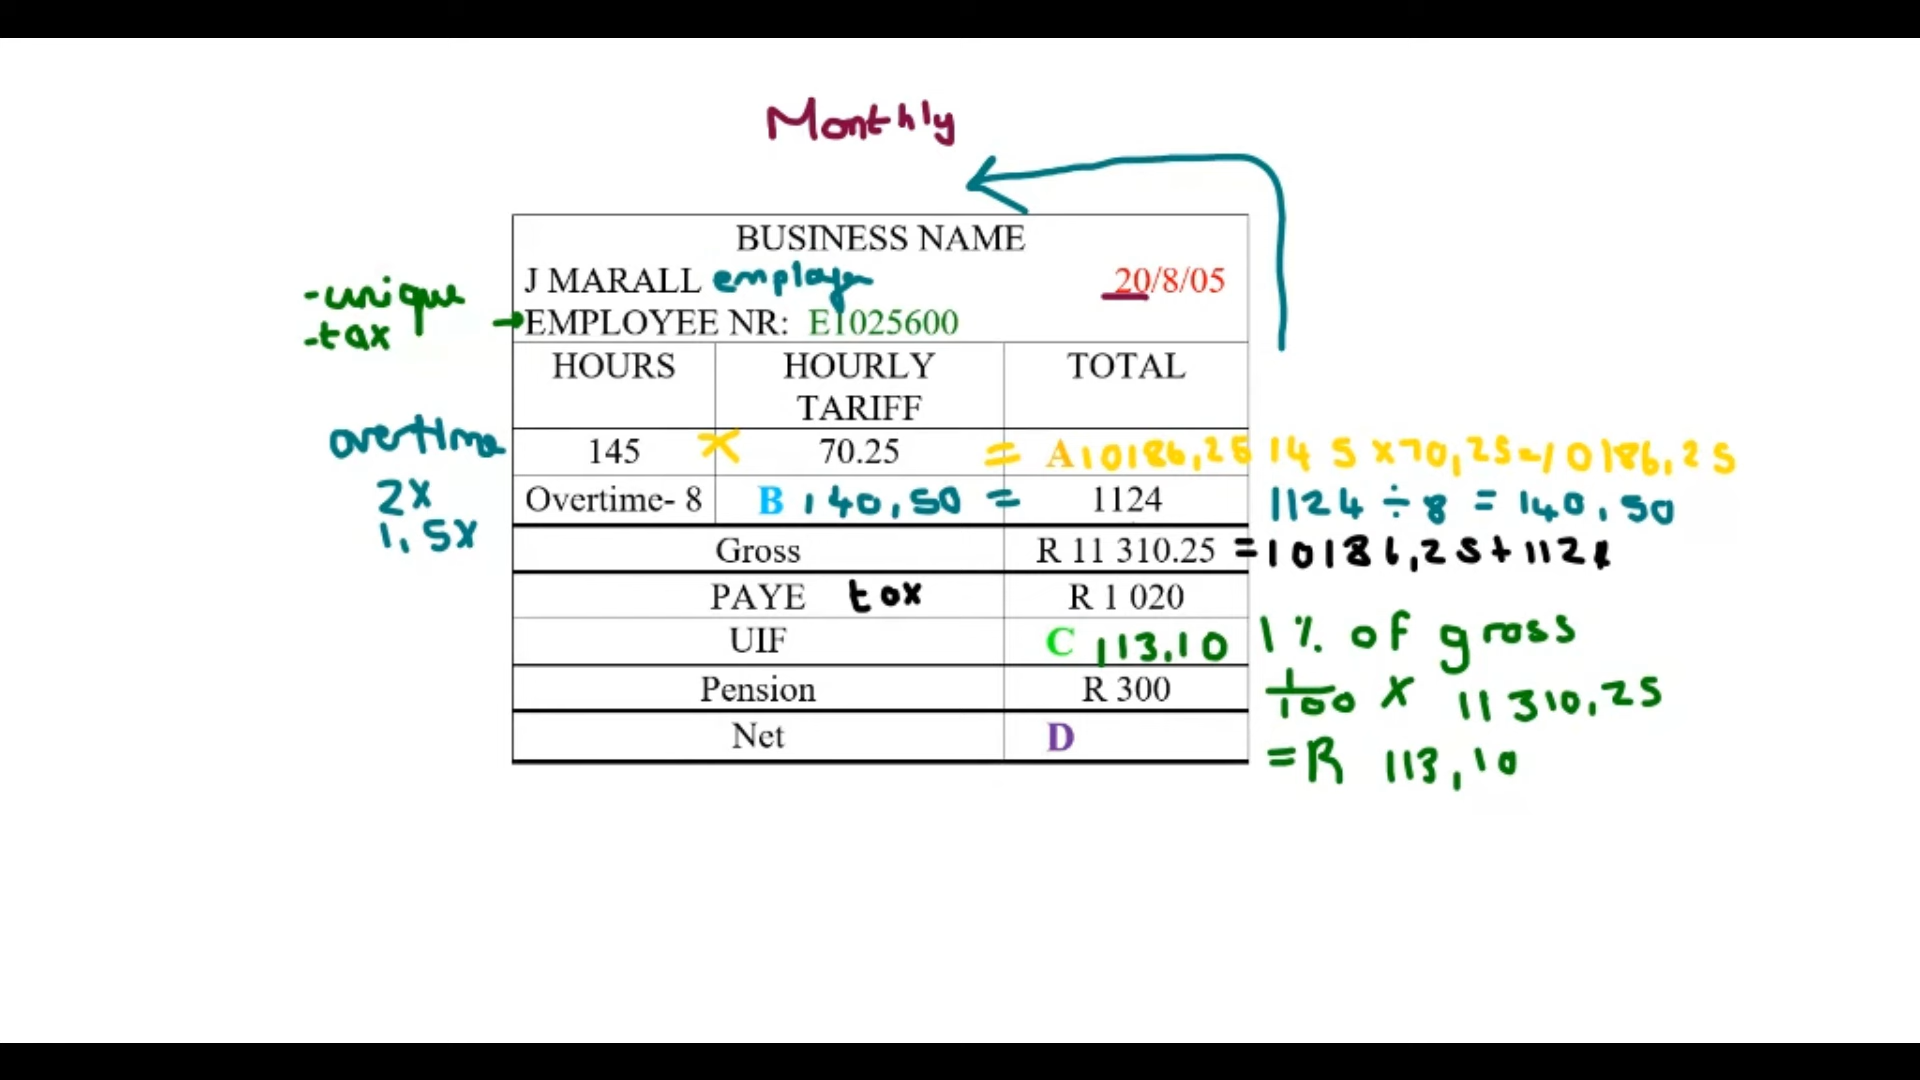 Monthly
BUSINESS NAME
J MARALL employer 20/8/05
-unique
-tax
EMPLOYEE NR: E1025600
HOURS HOURLY TARIFF TOTAL
overtime
2x
1,5x
145 x 70.25 = A 10186,25 145 x 70,25 = 10186,25
Overtime- 8 B 140,50 = 1124 1124 ÷ 8 = 140,50
Gross R 11 310.25 = 10186,25 + 1124
PAYE tax R 1 020
UIF C 113,10 1% of gross
Pension R 300 1/100 x 11310,25
Net D = R 113,10